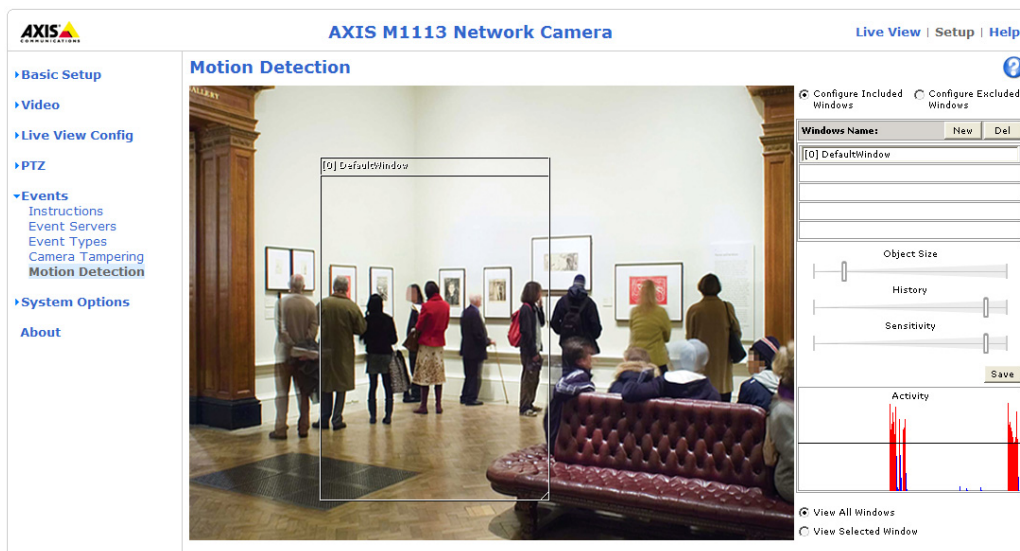 AXIS
COMMUNICATIONS
AXIS M1113 Network Camera
Live View | Setup | Help
Basic Setup
Video
Live View Config
PTZ
Events
Instructions
Event Servers
Event Types
Camera Tampering
Motion Detection
System Options
About
Motion Detection
?
GALLERY
[0] DefaultWindow
Configure Included Windows
Configure Excluded Windows
Windows Name:
New
Del
[0] DefaultWindow
Object Size
History
Sensitivity
Save
Activity
View All Windows
View Selected Window